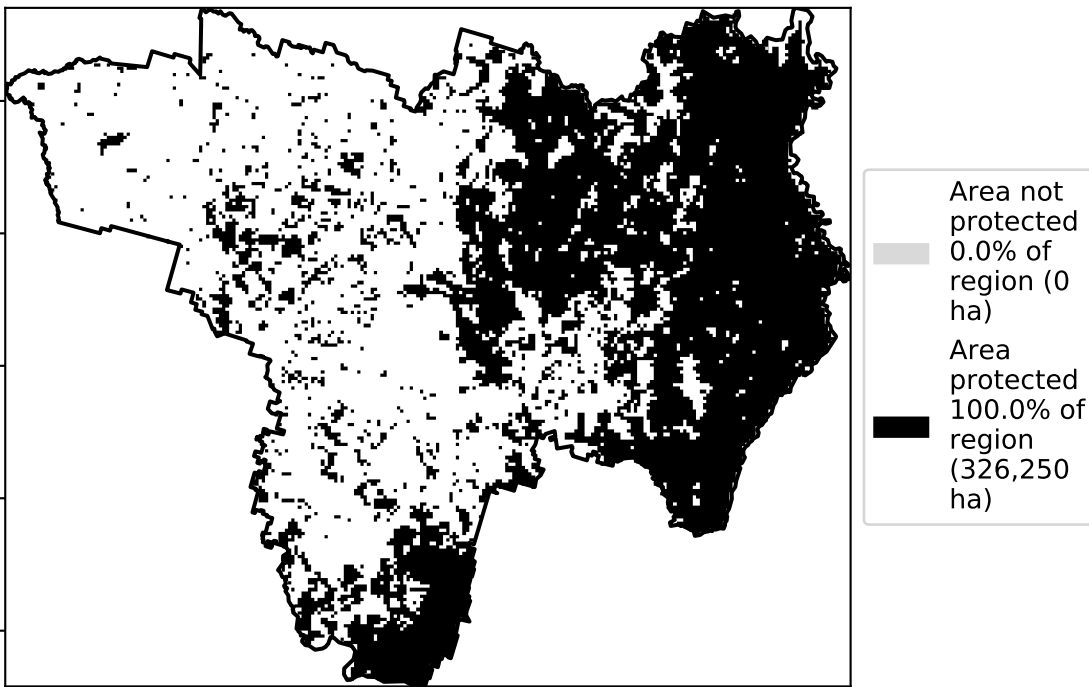 Area not
protected
0.0% of
region (0
ha)
Area
protected
100.0% of
region
(326,250
ha)